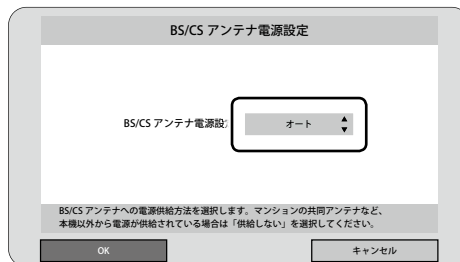 BS/CS アンテナ電源設定
BS/CS アンテナ電源設 オート
BS/CS アンテナへの電源供給方法を選択します。マンションの共同アンテナなど、
本機以外から電源が供給されている場合は「供給しない」を選択してください。
OK キャンセル